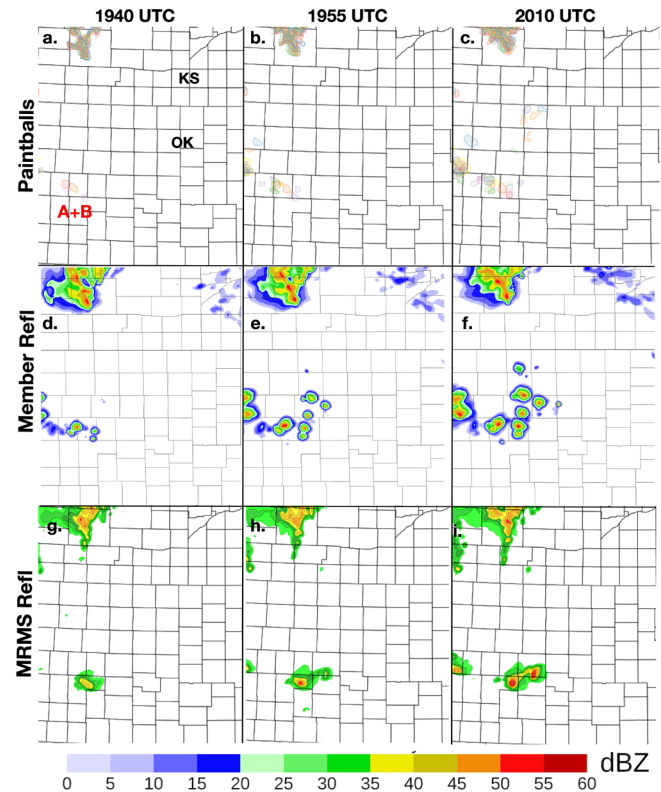 1940 UTC 1955 UTC 2010 UTC
Paintballs
a. b. c.
KS
OK
A+B
Member Refl
d. e. f.
MRMS Refl
g. h. i.
0 5 10 15 20 25 30 35 40 45 50 55 60
dBZ